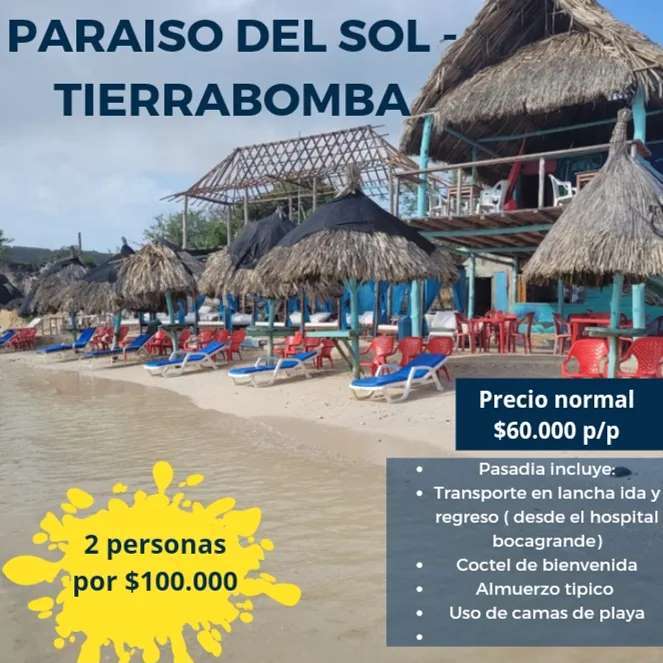 PARAISO DEL SOL -
TIERRABOMBA
Precio normal
$60.000 p/p
• Pasadia incluye:
• Transporte en lancha ida y
regreso ( desde el hospital
bocagrande)
• Coctel de bienvenida
• Almuerzo tipico
• Uso de camas de playa
•
2 personas
por $100.000